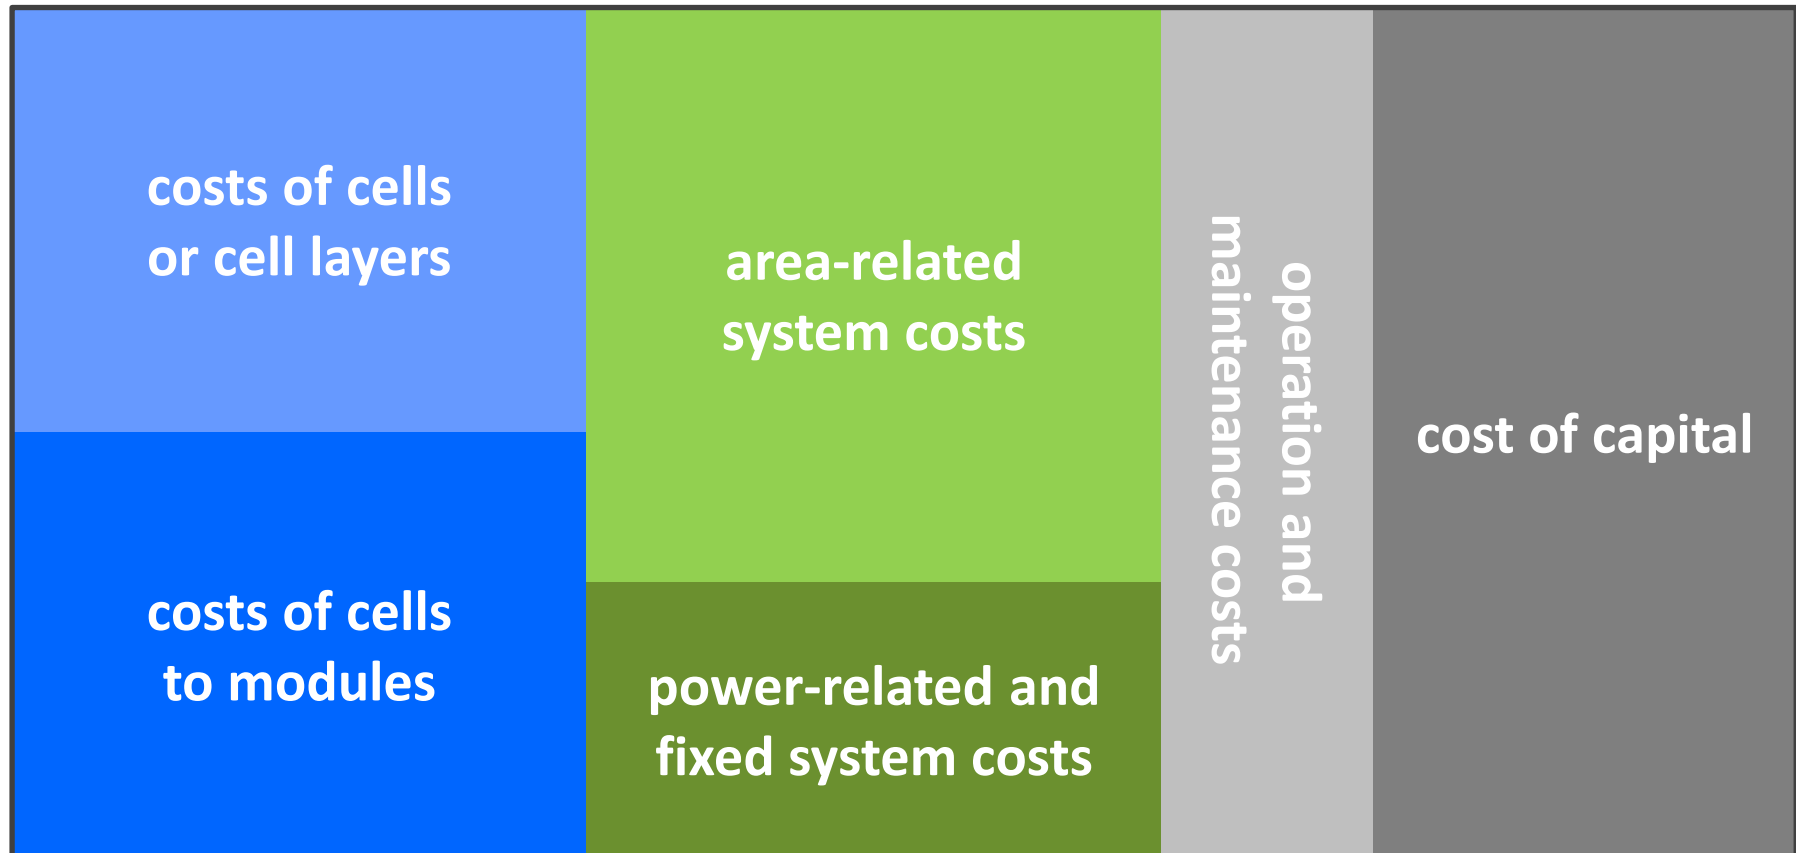 costs of cells
or cell layers
costs of cells
to modules
area-related
system costs
power-related and
fixed system costs
operation and
maintenance costs
cost of capital